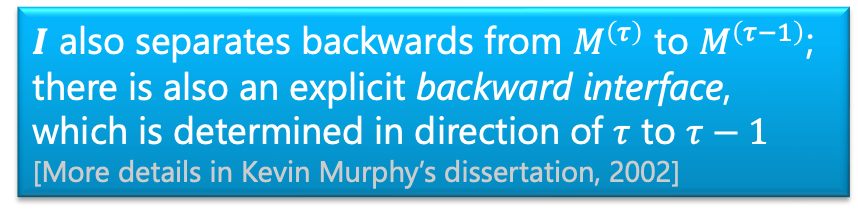 I also separates backwards from M^(τ) to M^(τ−1);
there is also an explicit backward interface,
which is determined in direction of τ to τ − 1
[More details in Kevin Murphy’s dissertation, 2002]